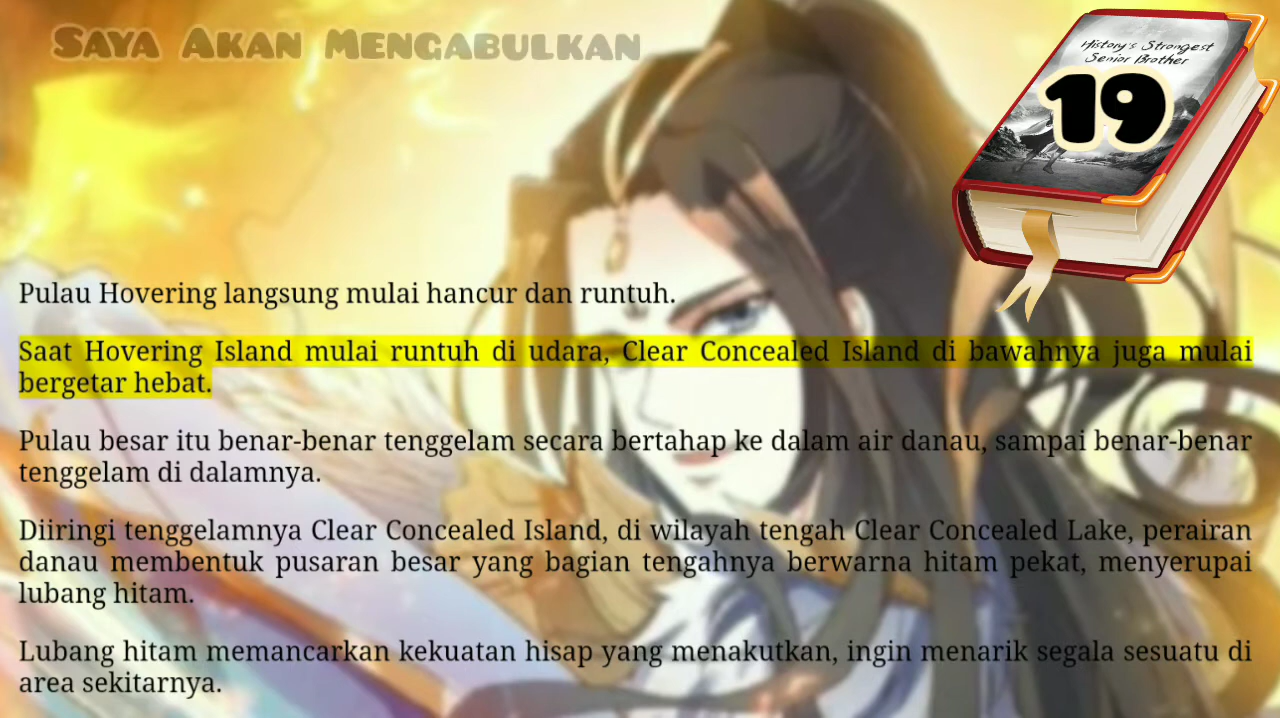 Saya Akan Mengabulkan
History's Strongest
Senior Brother
19
Pulau Hovering langsung mulai hancur dan runtuh.
Saat Hovering Island mulai runtuh di udara, Clear Concealed Island di bawahnya juga mulai
bergetar hebat.
Pulau besar itu benar-benar tenggelam secara bertahap ke dalam air danau, sampai benar-benar
tenggelam di dalamnya.
Diiringi tenggelamnya Clear Concealed Island, di wilayah tengah Clear Concealed Lake, perairan
danau membentuk pusaran besar yang bagian tengahnya berwarna hitam pekat, menyerupai
lubang hitam.
Lubang hitam memancarkan kekuatan hisap yang menakutkan, ingin menarik segala sesuatu di
area sekitarnya.